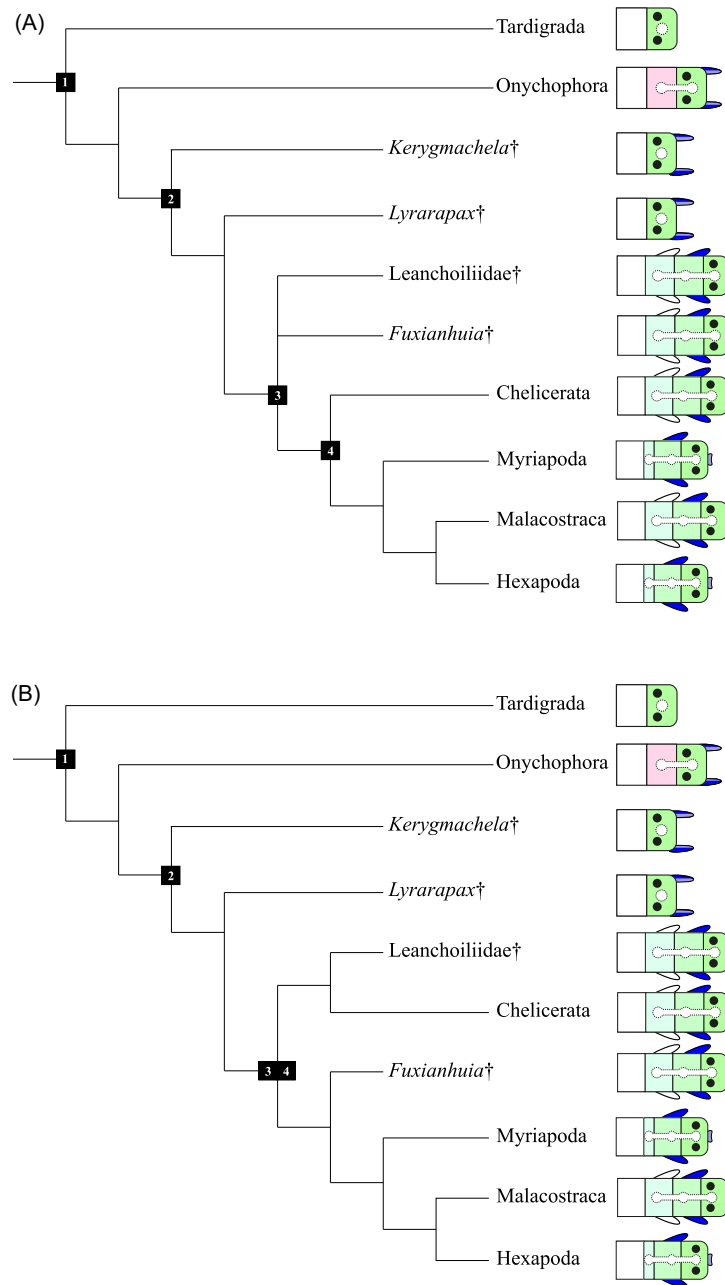 (A)
Tardigrada
1
Onychophora
Kerygmachela†
2
Lyrarapax†
Leanchoiliidae†
Fuxianhuia†
3
Chelicerata
4
Myriapoda
Malacostraca
Hexapoda
(B)
Tardigrada
1
Onychophora
Kerygmachela†
2
Lyrarapax†
Leanchoiliidae†
Chelicerata
3 4
Fuxianhuia†
Myriapoda
Malacostraca
Hexapoda